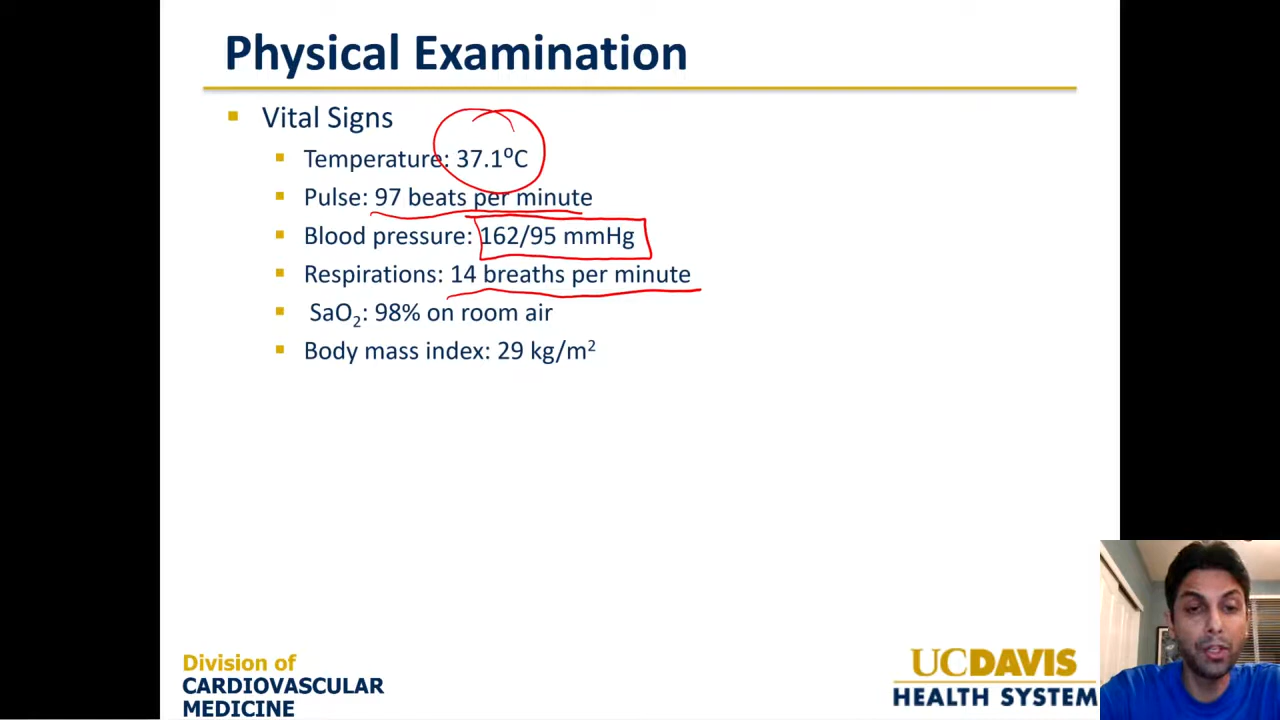 Physical Examination
Vital Signs
Temperature: 37.1⁰C
Pulse: 97 beats per minute
Blood pressure: 162/95 mmHg
Respirations: 14 breaths per minute
SaO₂: 98% on room air
Body mass index: 29 kg/m²
Division of
CARDIOVASCULAR
MEDICINE
UCDAVIS
HEALTH SYSTEM